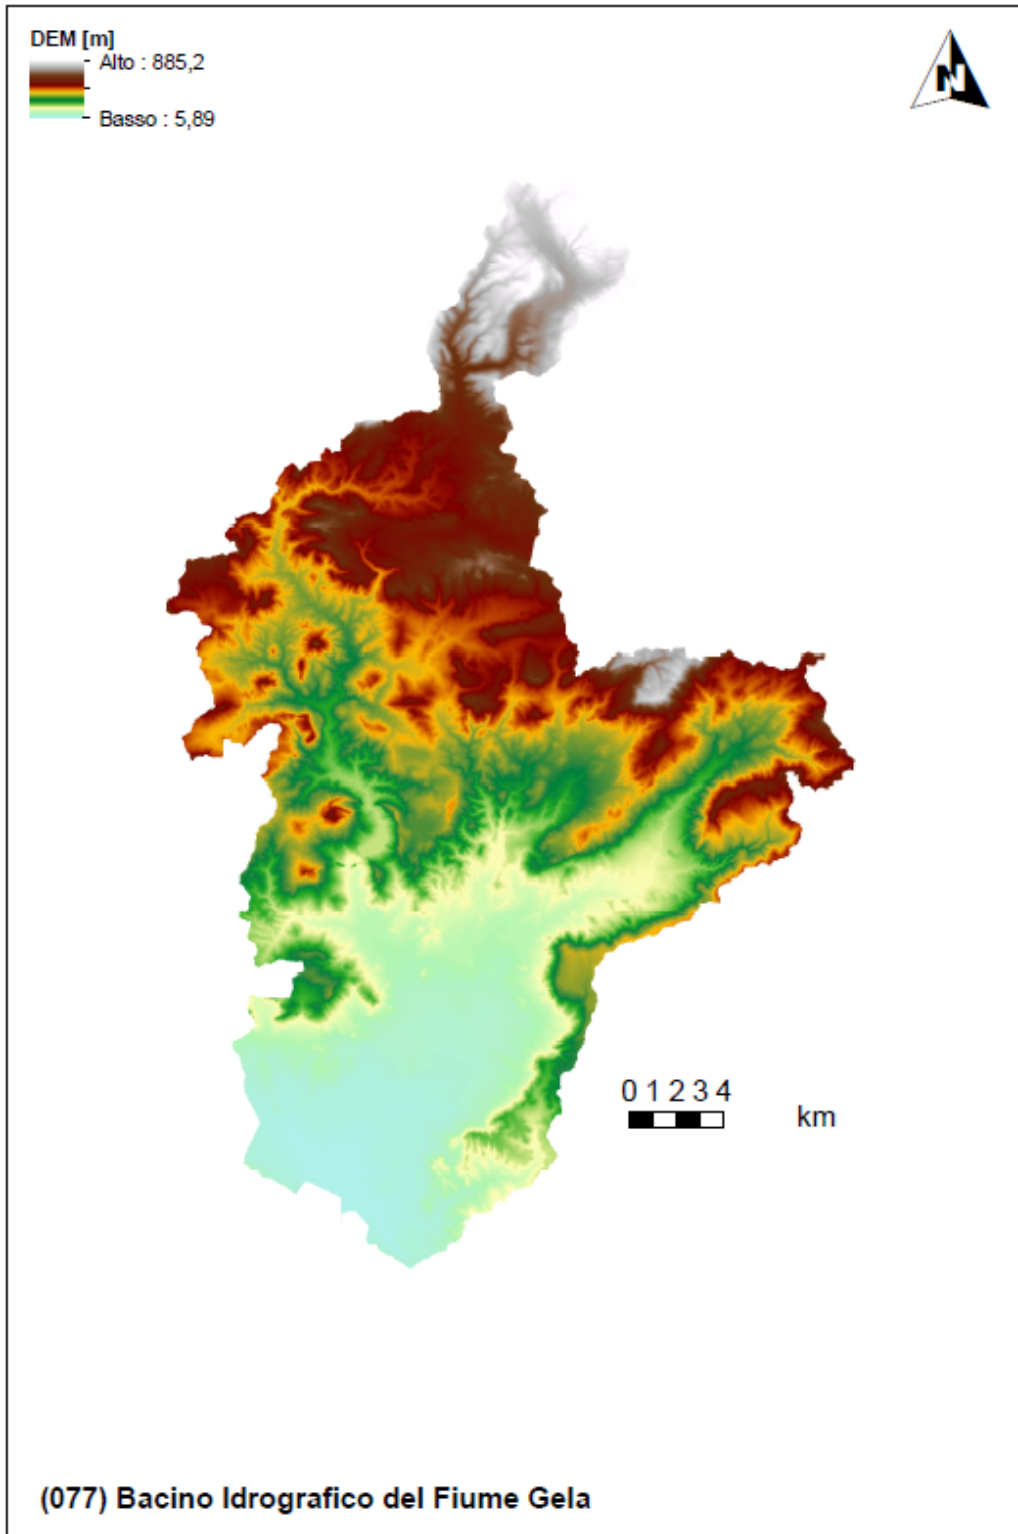 DEM [m]
Alto : 885,2
Basso : 5,89
N
0 1 2 3 4
km
(077) Bacino Idrografico del Fiume Gela